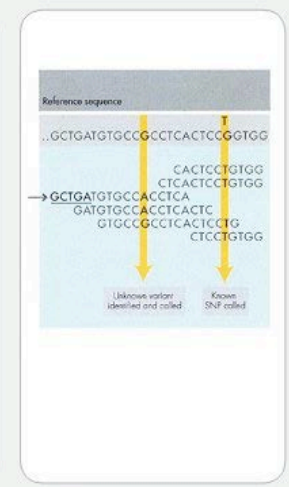 Reference sequence
T
..GCTGATGTGCCGCCTCACTCCGGTGG
CACTCCTGTGG
CTCACTCCTGTGG
→GCTGATGTGCCACCTCA
GATGTGCCACCTCACTC
GTGCCGCCTCACTCCTG
CTCCTGTGG
Unknown variant Known
identified and called SNP called